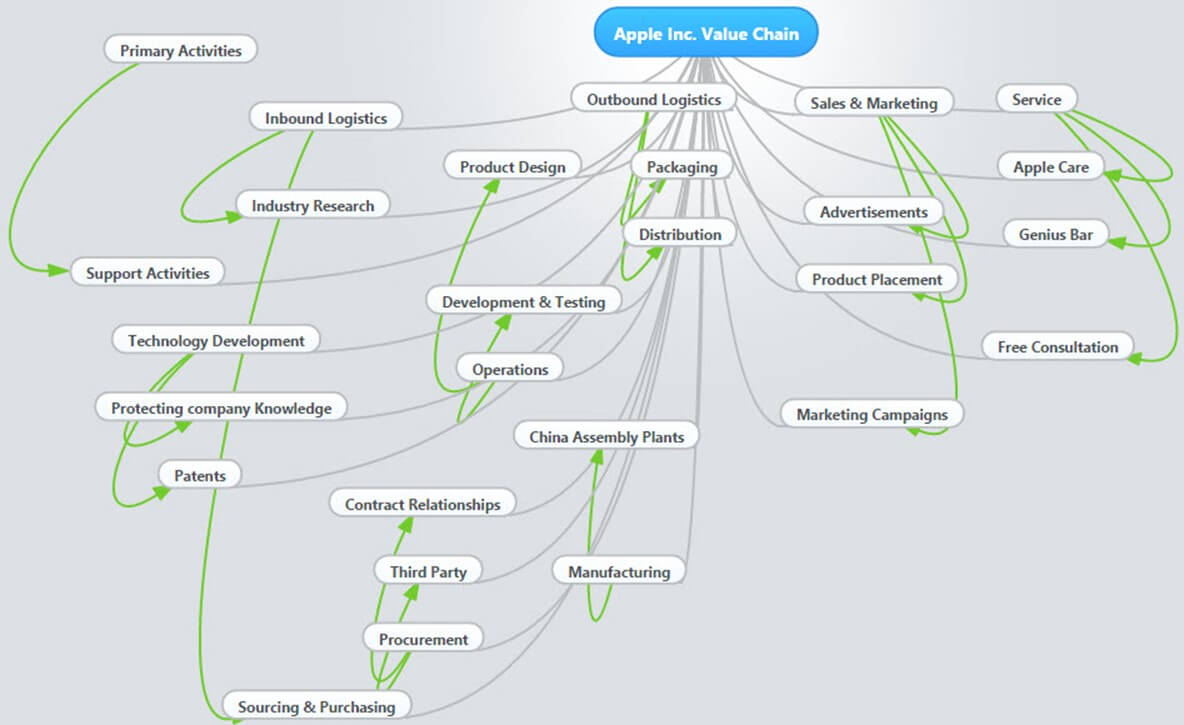 Apple Inc. Value Chain
Primary Activities
Outbound Logistics
Sales & Marketing
Service
Inbound Logistics
Product Design
Packaging
Apple Care
Industry Research
Advertisements
Distribution
Genius Bar
Support Activities
Product Placement
Development & Testing
Technology Development
Free Consultation
Operations
Protecting company Knowledge
Marketing Campaigns
China Assembly Plants
Patents
Contract Relationships
Third Party
Manufacturing
Procurement
Sourcing & Purchasing